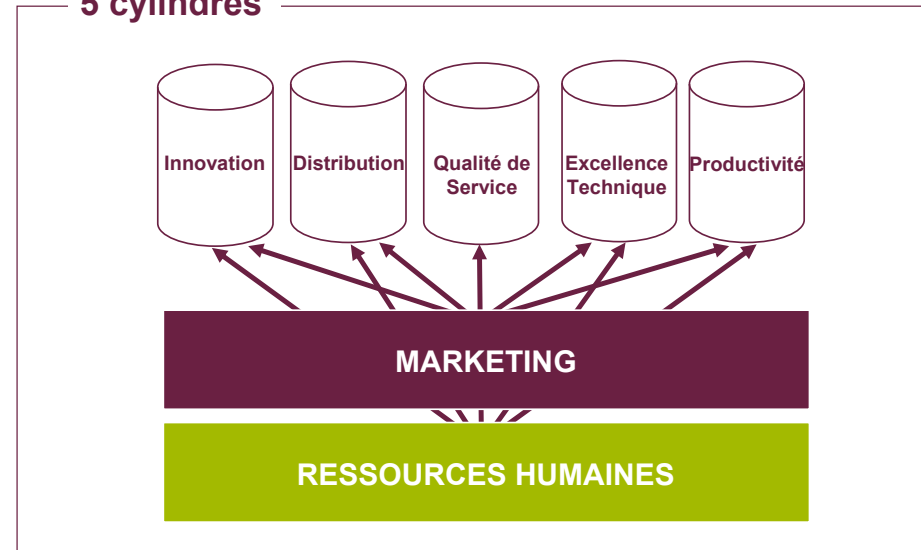 5 cylindres
Innovation
Distribution
Qualité de
Service
Excellence
Technique
Productivité
MARKETING
RESSOURCES HUMAINES